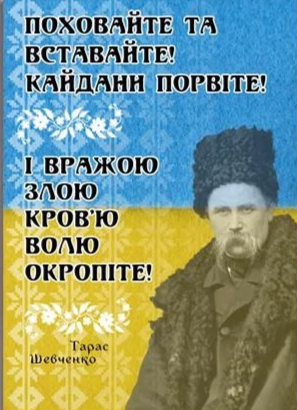 ПОХОВАЙТЕ ТА
ВСТАВАЙТЕ!
КАЙДАНИ ПОРВІТЕ!
І ВРАЖОЮ
ЗЛОЮ
КРОВ'Ю
ВОЛЮ
ОКРОПІТЕ!
Тарас
Шевченко